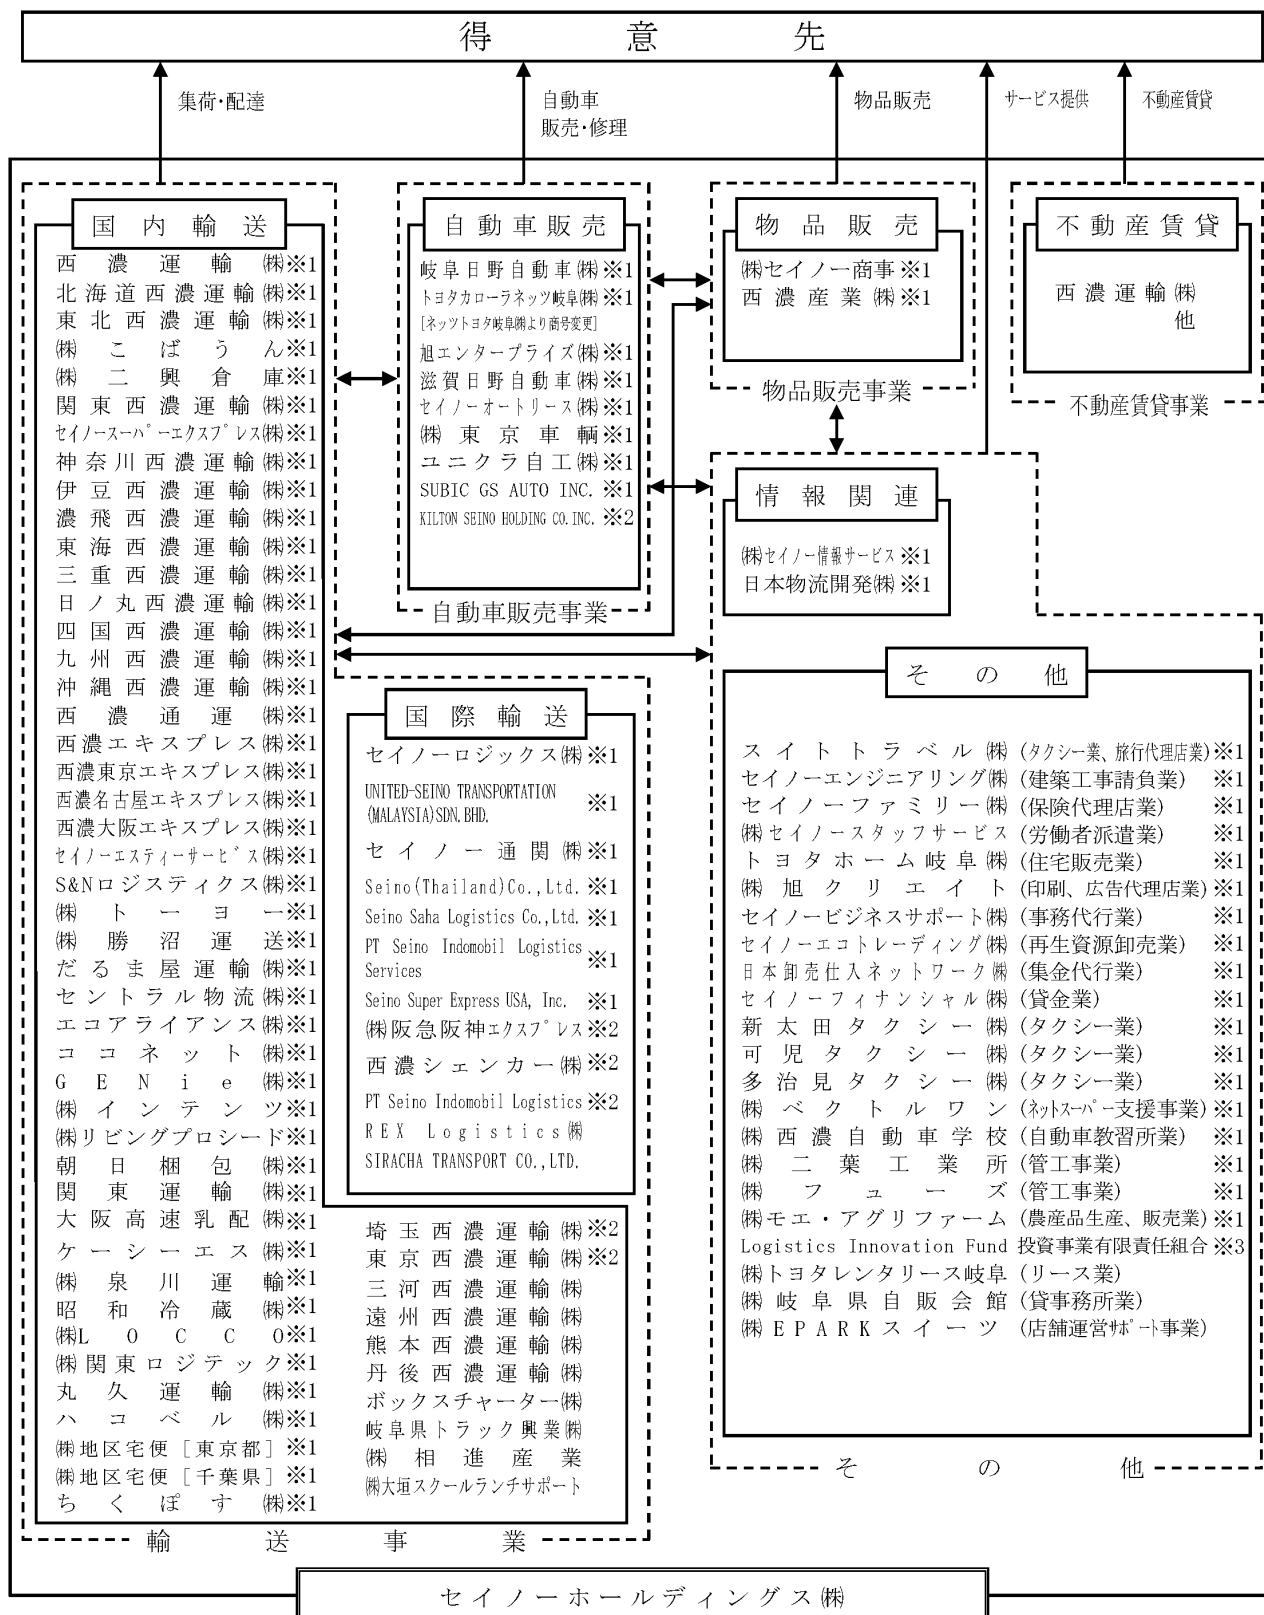 得意先
集荷･配達
自動車
販売･修理
物品販売
サービス提供
不動産賃貸
国内輸送
西濃運輸㈱※1
北海道西濃運輸㈱※1
東北西濃運輸㈱※1
㈱こばうん※1
㈱二興倉庫※1
関東西濃運輸㈱※1
セイノースーパーエクスプレス㈱※1
神奈川西濃運輸㈱※1
伊豆西濃運輸㈱※1
濃飛西濃運輸㈱※1
東海西濃運輸㈱※1
三重西濃運輸㈱※1
日ノ丸西濃運輸㈱※1
四国西濃運輸㈱※1
九州西濃運輸㈱※1
沖縄西濃運輸㈱※1
西濃通運㈱※1
西濃エキスプレス㈱※1
西濃東京エキスプレス㈱※1
西濃名古屋エキスプレス㈱※1
西濃大阪エキスプレス㈱※1
セイノーエスティーサービス㈱※1
S&Nロジスティクス㈱※1
㈱トーヨー※1
㈱勝沼運送※1
だるま屋運輸㈱※1
セントラル物流㈱※1
エコアライアンス㈱※1
ココネット㈱※1
GENie㈱※1
㈱インテンツ※1
㈱リビングプロシード※1
朝日梱包㈱※1
関東運輸㈱※1
大阪高速乳配㈱※1
ケーシーエス㈱※1
㈱泉川運輸※1
昭和冷蔵㈱※1
㈱LOCCO※1
㈱関東ロジテック※1
丸久運輸㈱※1
ハコベル㈱※1
㈱地区宅便［東京都］※1
㈱地区宅便［千葉県］※1
ちくぽす㈱※1
埼玉西濃運輸㈱※2
東京西濃運輸㈱※2
三河西濃運輸㈱
遠州西濃運輸㈱
熊本西濃運輸㈱
丹後西濃運輸㈱
ボックスチャーター㈱
岐阜県トラック興業㈱
㈱相進産業
㈱大垣スクールランチサポート
国際輸送
セイノーロジックス㈱※1
UNITED-SEINO TRANSPORTATION
(MALAYSIA)SDN.BHD. ※1
セイノー通関㈱※1
Seino(Thailand)Co.,Ltd. ※1
Seino Saha Logistics Co.,Ltd. ※1
PT Seino Indomobil Logistics
Services ※1
Seino Super Express USA, Inc. ※1
㈱阪急阪神エクスプレス※2
西濃シェンカー㈱※2
PT Seino Indomobil Logistics ※2
REX Logistics㈱
SIRACHA TRANSPORT CO.,LTD.
輸送事業
自動車販売
岐阜日野自動車㈱※1
トヨタカローラネッツ岐阜㈱※1
[ネッツトヨタ岐阜㈱より商号変更]
旭エンタープライズ㈱※1
滋賀日野自動車㈱※1
セイノーオートリース㈱※1
㈱東京車輌※1
ユニクラ自工㈱※1
SUBIC GS AUTO INC. ※1
KILTON SEINO HOLDING CO.INC. ※2
自動車販売事業
物品販売
㈱セイノー商事※1
西濃産業㈱※1
物品販売事業
不動産賃貸
西濃運輸㈱
他
不動産賃貸事業
情報関連
㈱セイノー情報サービス※1
日本物流開発㈱※1
その他
スイトトラベル㈱(タクシー業、旅行代理店業)※1
セイノーエンジニアリング㈱(建築工事請負業)※1
セイノーファミリー㈱(保険代理店業)※1
㈱セイノースタッフサービス(労働者派遣業)※1
トヨタホーム岐阜㈱(住宅販売業)※1
㈱旭クリエイト(印刷、広告代理店業)※1
セイノービジネスサポート㈱(事務代行業)※1
セイノーエコトレーディング㈱(再生資源卸売業)※1
日本卸売仕入ネットワーク㈱(集金代行業)※1
セイノーフィナンシャル㈱(貸金業)※1
新太田タクシー㈱(タクシー業)※1
可児タクシー㈱(タクシー業)※1
多治見タクシー㈱(タクシー業)※1
㈱ベクトルワン(ネットスーパー支援事業)※1
㈱西濃自動車学校(自動車教習所業)※1
㈱二葉工業所(管工事業)※1
㈱フューズ(管工事業)※1
㈱モエ・アグリファーム(農産品生産、販売業)※1
Logistics Innovation Fund 投資事業有限責任組合※3
㈱トヨタレンタリース岐阜(リース業)
㈱岐阜県自販会館(貸事務所業)
㈱EPARKスイーツ(店舗運営サポート事業)
その他
セイノーホールディングス㈱